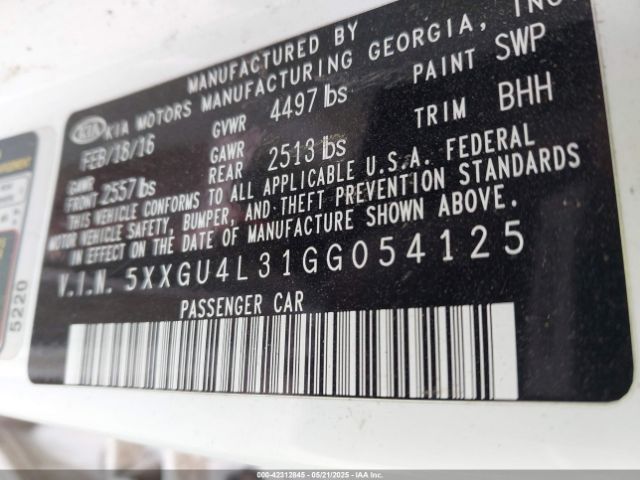 MANUFACTURED BY
KIA KIA MOTORS MANUFACTURING GEORGIA, INC
FEB/18/16 GVWR 4497 lbs PAINT SWP
GAWR FRONT 2557 lbs GAWR REAR 2513 lbs TRIM BHH
THIS VEHICLE CONFORMS TO ALL APPLICABLE U.S.A. FEDERAL
MOTOR VEHICLE SAFETY, BUMPER, AND THEFT PREVENTION STANDARDS
IN EFFECT ON THE DATE OF MANUFACTURE SHOWN ABOVE.
V.I.N. 5XXGU4L31GG054125
PASSENGER CAR
5220
000-42312845 - 05/21/2025 - IAAI.COM